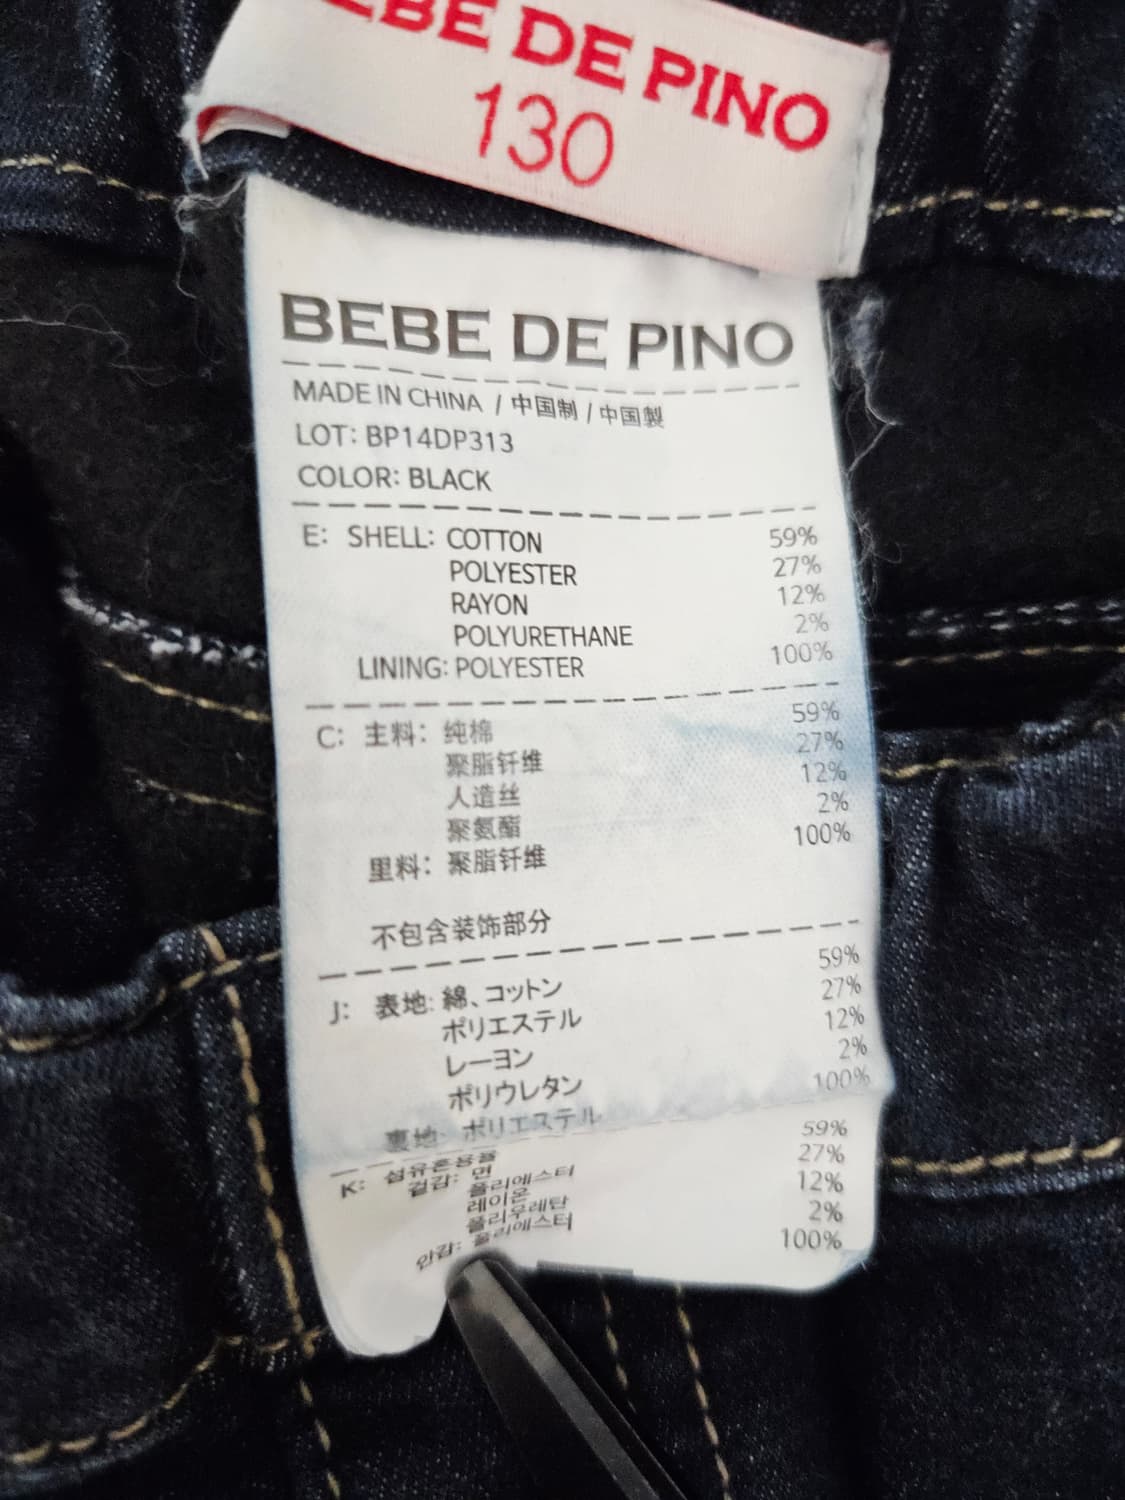 BEBE DE PINO
130
BEBE DE PINO
MADE IN CHINA / 中国制 / 中国製
LOT: BP14DP313
COLOR: BLACK
E: SHELL: COTTON 59%
POLYESTER 27%
RAYON 12%
POLYURETHANE 2%
LINING: POLYESTER 100%
C: 主料: 纯棉 59%
聚脂钎维 27%
人造丝 12%
聚氨酯 2%
里料: 聚脂钎维 100%
不包含装饰部分
J: 表地: 綿、コットン 59%
ポリエステル 27%
レーヨン 12%
ポリウレタン 2%
裏地: ポリエステル 100%
K: 섬유혼용률
겉감: 면 59%
폴리에스터 27%
레이온 12%
폴리우레탄 2%
안감: 폴리에스터 100%